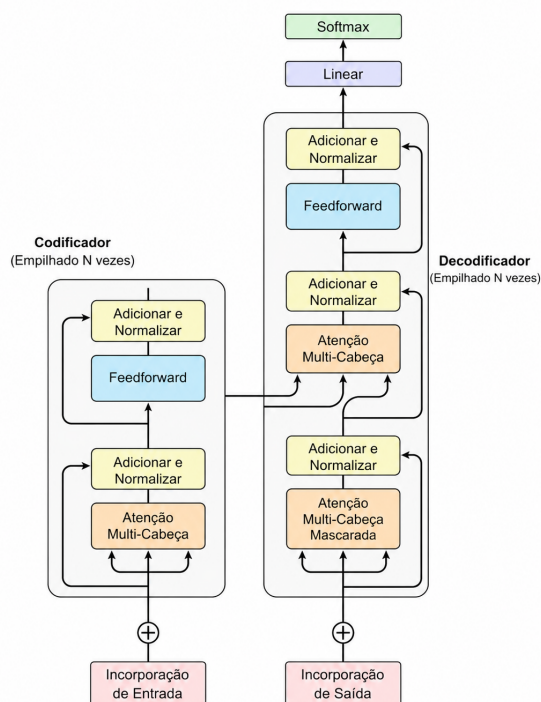 Softmax
Linear
Adicionar e
Normalizar
Feedforward
Codificador
(Empilhado N vezes)
Decodificador
(Empilhado N vezes)
Adicionar e
Normalizar
Adicionar e
Normalizar
Atenção
Multi-Cabeça
Feedforward
Adicionar e
Normalizar
Adicionar e
Normalizar
Atenção
Multi-Cabeça
Atenção
Multi-Cabeça
Mascarada
Incorporação
de Entrada
Incorporação
de Saída